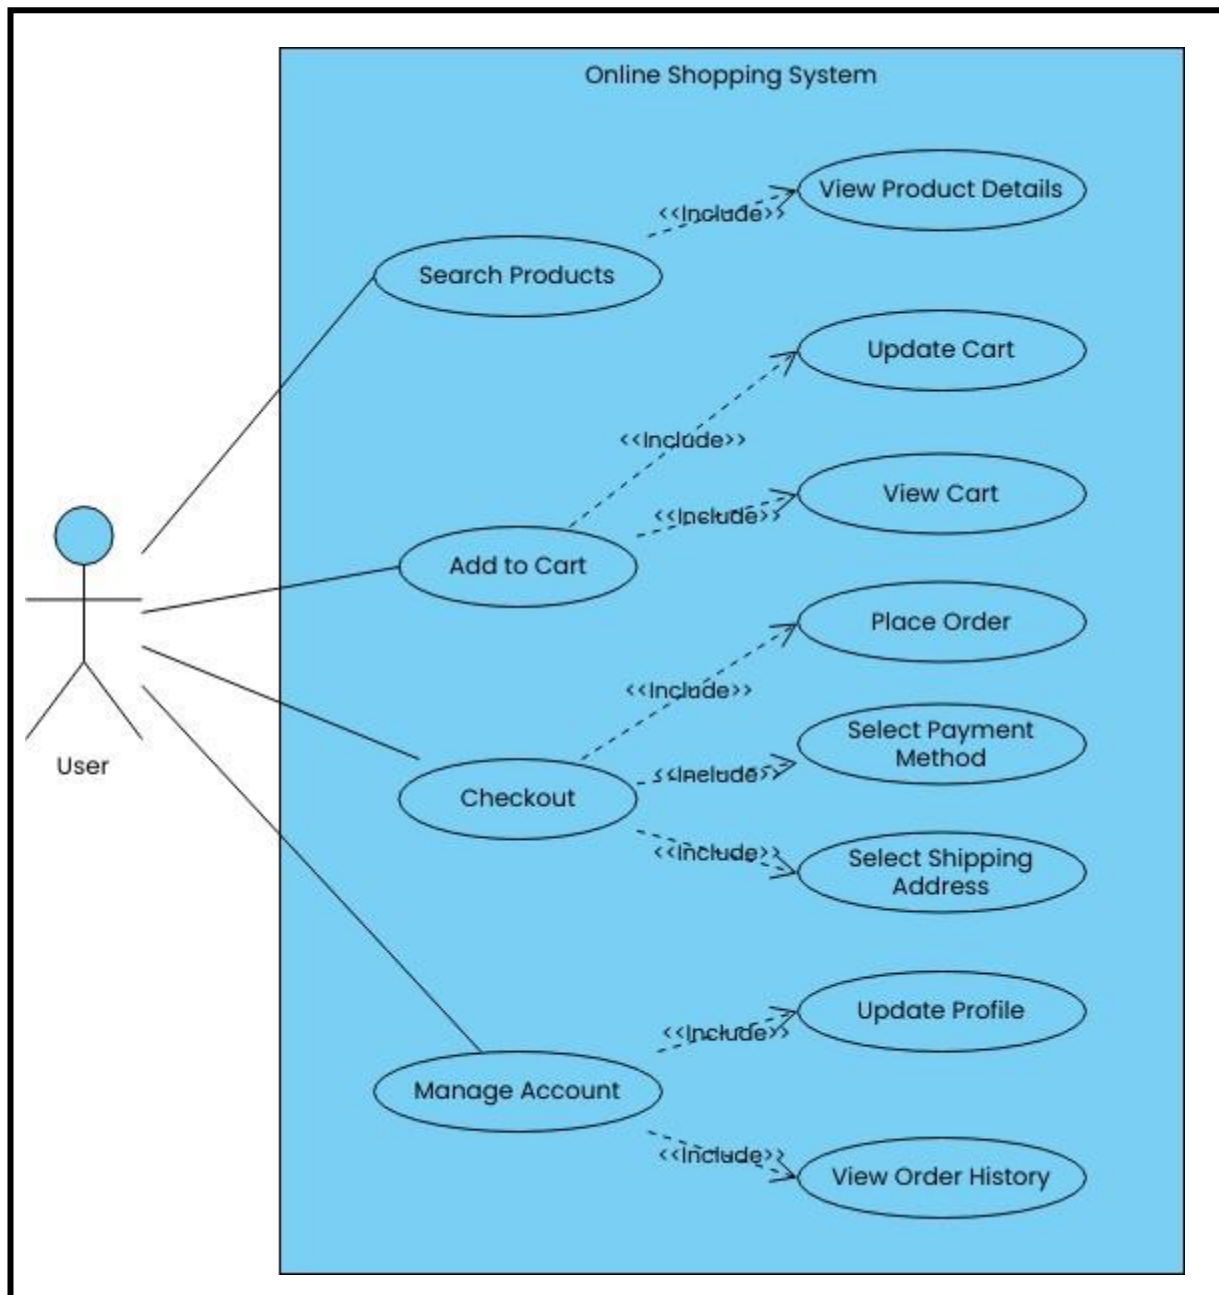 Online Shopping System
View Product Details
<<Include>>
Search Products
Update Cart
<<Include>>
View Cart
<<Include>>
Add to Cart
Place Order
<<Include>>
Select Payment
Method
<<Include>>
User
Checkout
<<Include>>
Select Shipping
Address
Update Profile
<<Include>>
Manage Account
<<Include>>
View Order History